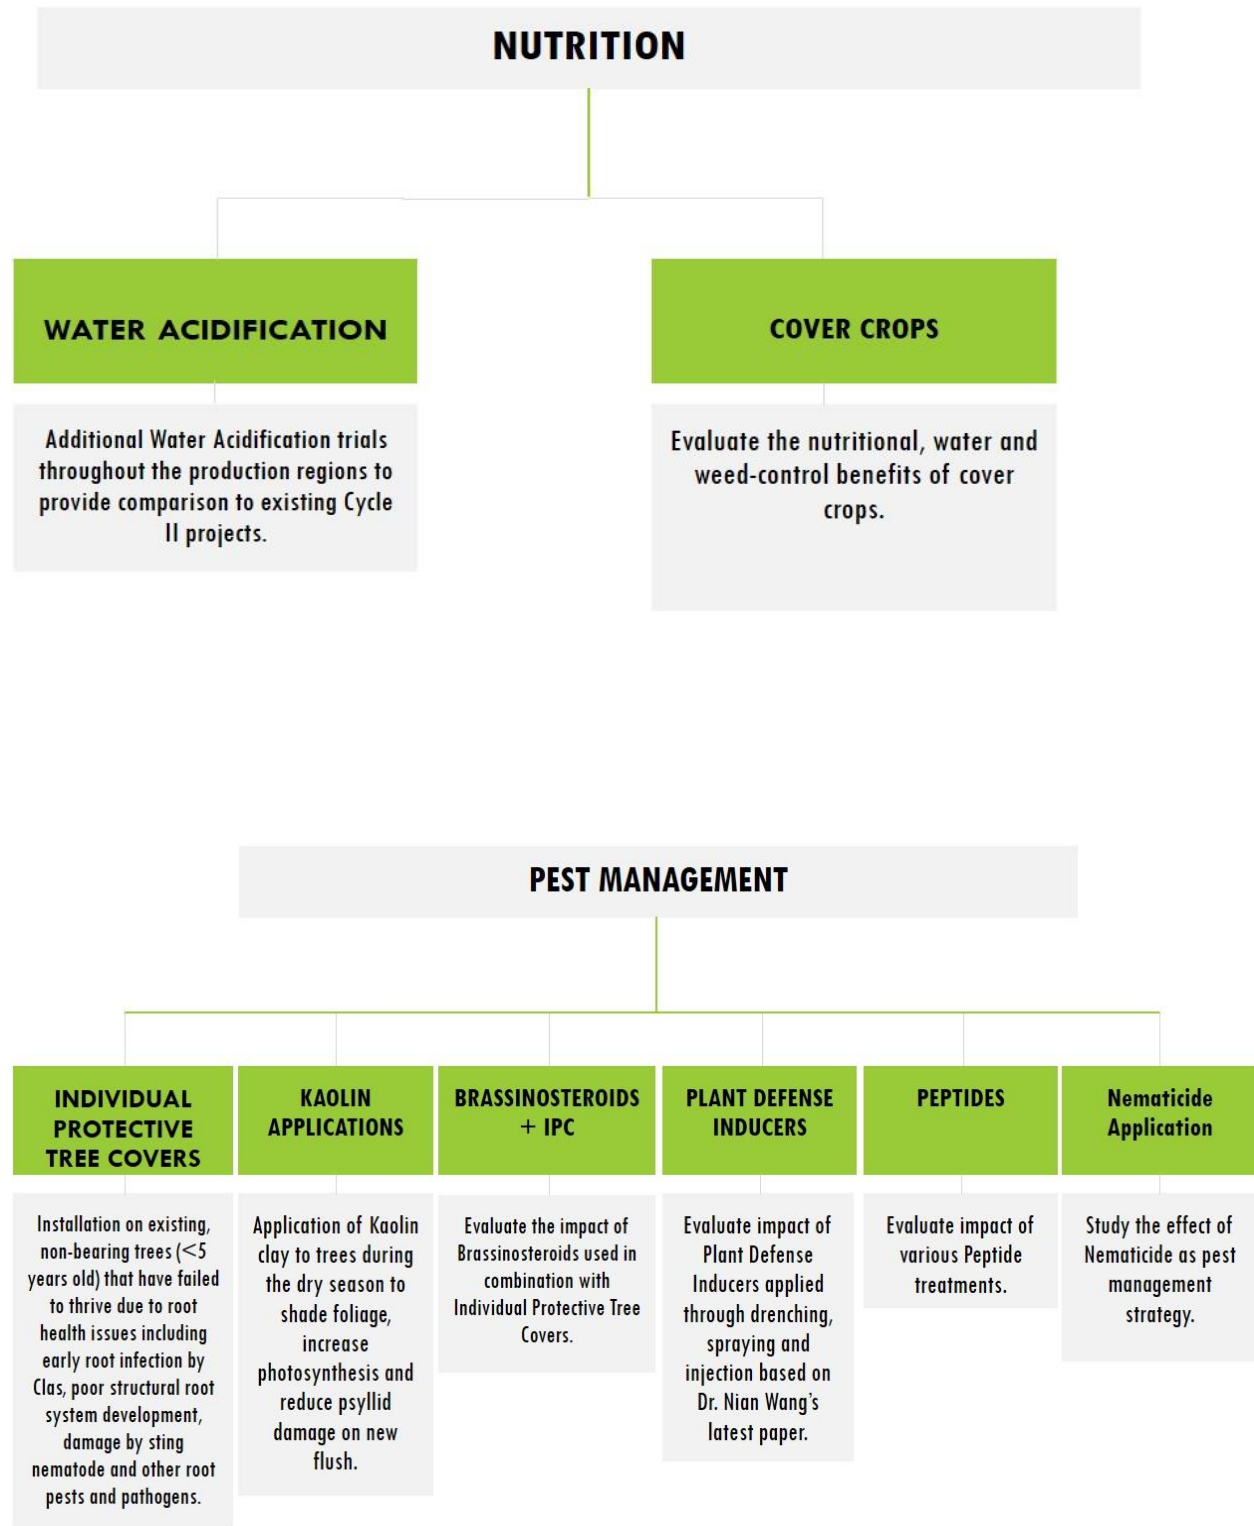 NUTRITION
WATER ACIDIFICATION
Additional Water Acidification trials
throughout the production regions to
provide comparison to existing Cycle
II projects.
COVER CROPS
Evaluate the nutritional, water and
weed-control benefits of cover
crops.
PEST MANAGEMENT
INDIVIDUAL
PROTECTIVE
TREE COVERS
Installation on existing,
non-bearing trees (<5
years old) that have failed
to thrive due to root
health issues including
early root infection by
Clas, poor structural root
system development,
damage by sting
nematode and other root
pests and pathogens.
KAOLIN
APPLICATIONS
Application of Kaolin
clay to trees during
the dry season to
shade foliage,
increase
photosynthesis and
reduce psyllid
damage on new
flush.
BRASSINOSTEROIDS
+ IPC
Evaluate the impact of
Brassinosteroids used in
combination with
Individual Protective Tree
Covers.
PLANT DEFENSE
INDUCERS
Evaluate impact of
Plant Defense
Inducers applied
through drenching,
spraying and
injection based on
Dr. Nian Wang's
latest paper.
PEPTIDES
Evaluate impact of
various Peptide
treatments.
Nematicide
Application
Study the effect of
Nematicide as pest
management
strategy.